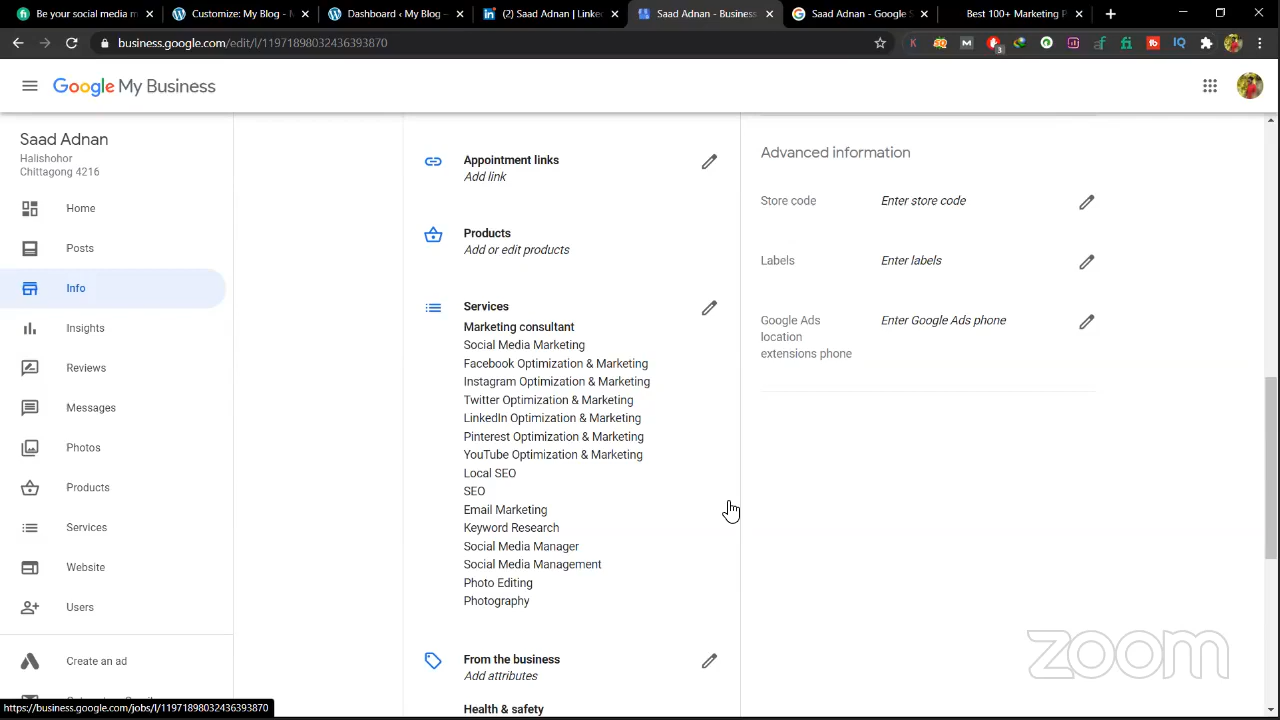 Be your social media m
Customize: My Blog - M
Dashboard ‹ My Blog –
(2) Saad Adnan | Linke
Saad Adnan - Business
Saad Adnan - Google S
Best 100+ Marketing P
business.google.com/edit/l/11971898032436393870
Google My Business
Saad Adnan
Halishohor
Chittagong 4216
Home
Posts
Info
Insights
Reviews
Messages
Photos
Products
Services
Website
Users
Create an ad
https://business.google.com/jobs/l/11971898032436393870
Appointment links
Add link
Products
Add or edit products
Services
Marketing consultant
Social Media Marketing
Facebook Optimization & Marketing
Instagram Optimization & Marketing
Twitter Optimization & Marketing
LinkedIn Optimization & Marketing
Pinterest Optimization & Marketing
YouTube Optimization & Marketing
Local SEO
SEO
Email Marketing
Keyword Research
Social Media Manager
Social Media Management
Photo Editing
Photography
From the business
Add attributes
Health & safety
Advanced information
Store code
Enter store code
Labels
Enter labels
Google Ads
location
extensions phone
Enter Google Ads phone
zoom